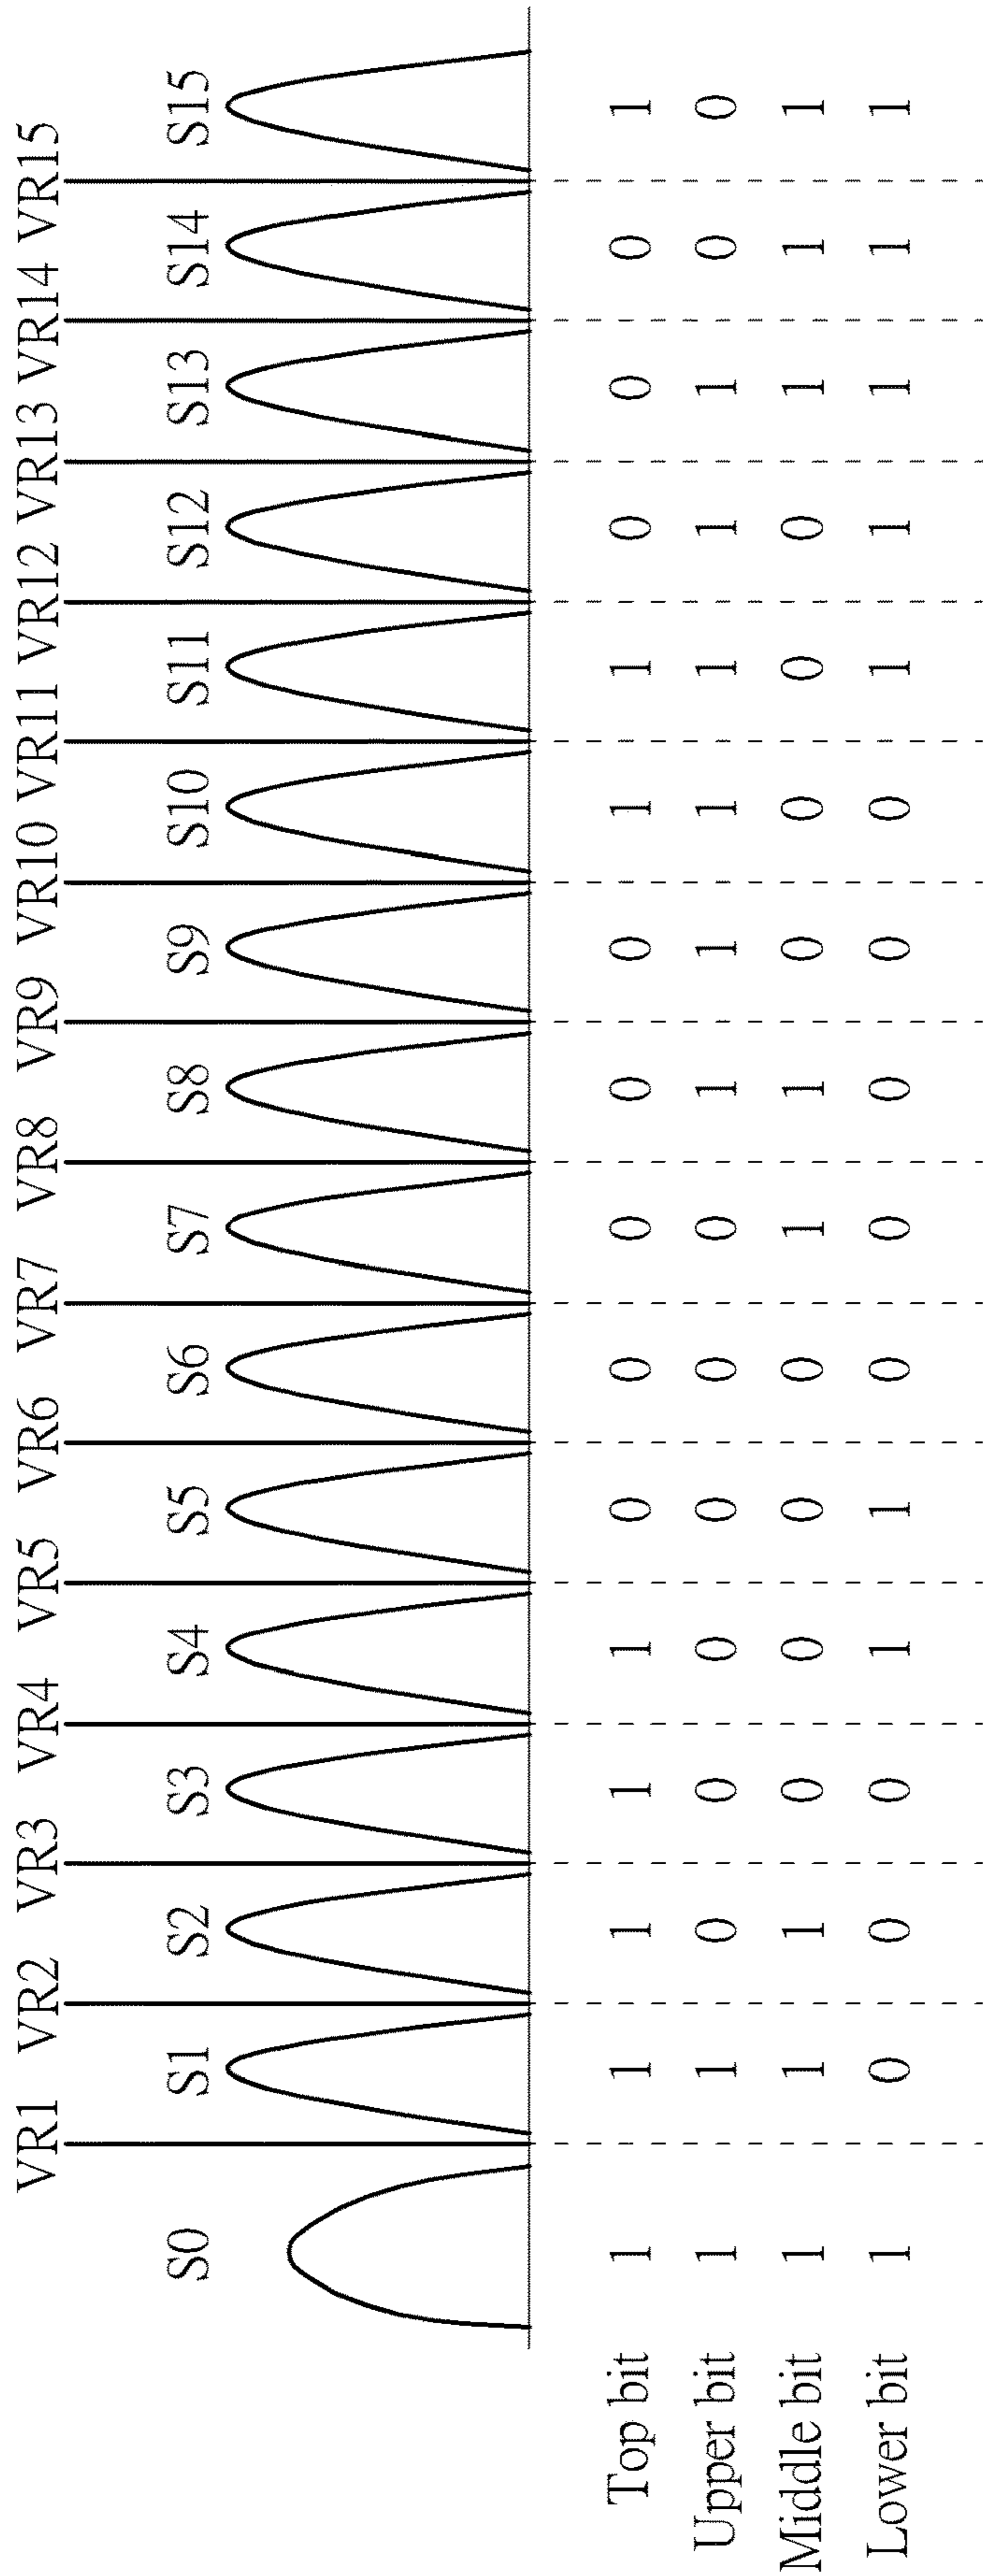 VR1 VR2 VR3 VR4 VR5 VR6 VR7 VR8 VR9 VR10 VR11 VR12 VR13 VR14 VR15
S0 S1 S2 S3 S4 S5 S6 S7 S8 S9 S10 S11 S12 S13 S14 S15
Top bit 1 1 1 1 1 0 0 0 0 0 1 1 0 0 0 1
Upper bit 1 1 0 0 0 0 0 0 1 1 1 1 1 1 0 0
Middle bit 1 1 1 0 0 0 0 1 1 0 0 0 0 1 1 1
Lower bit 1 0 0 0 1 1 0 0 0 0 0 1 1 1 1 1